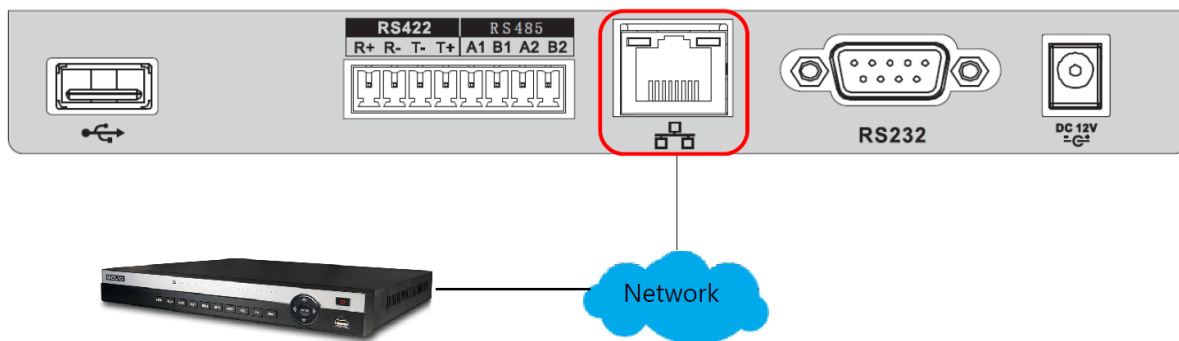 RS422 RS485
R+ R- T- T+ A1 B1 A2 B2
RS232
DC 12V
Network